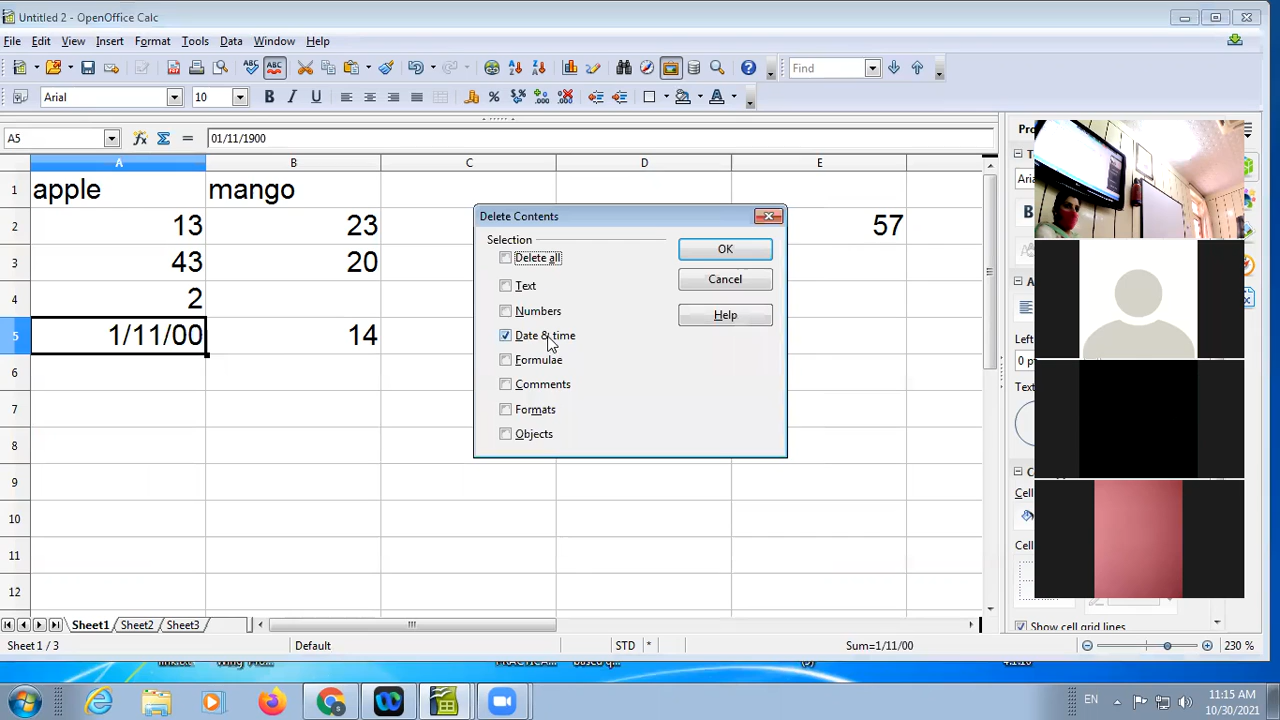 Untitled 2 - OpenOffice Calc
File Edit View Insert Format Tools Data Window Help
Find
Arial 10
A5 01/11/1900
A B C D E
1 apple mango
2 13 23 57
3 43 20
4 2
5 1/11/00 14
6
7
8
9
10
11
12
Delete Contents
Selection
Delete all
Text
Numbers
Date & time
Formulae
Comments
Formats
Objects
OK
Cancel
Help
Left
0 p
Text
Cell
Show cell grid lines
Sheet1 Sheet2 Sheet3
Sheet 1 / 3 Default STD * Sum=1/11/00 230 %
EN 11:15 AM
10/30/2021